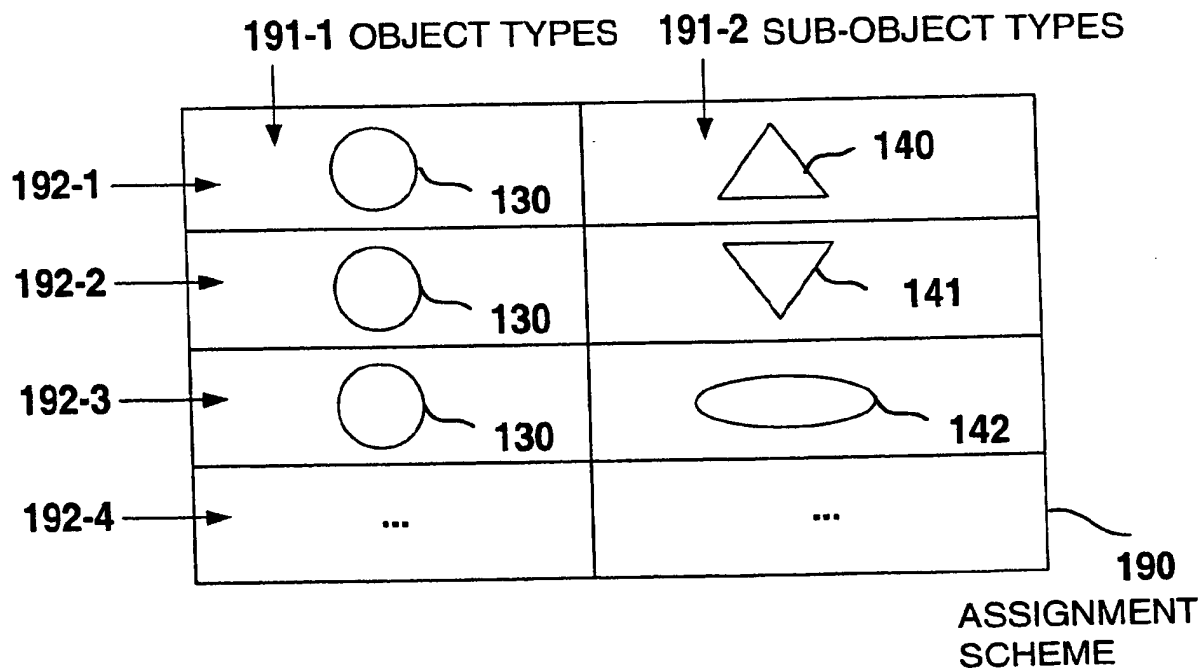 191-1 OBJECT TYPES 191-2 SUB-OBJECT TYPES
192-1 130 140
192-2 130 141
192-3 130 142
192-4 ... ...
190
ASSIGNMENT
SCHEME